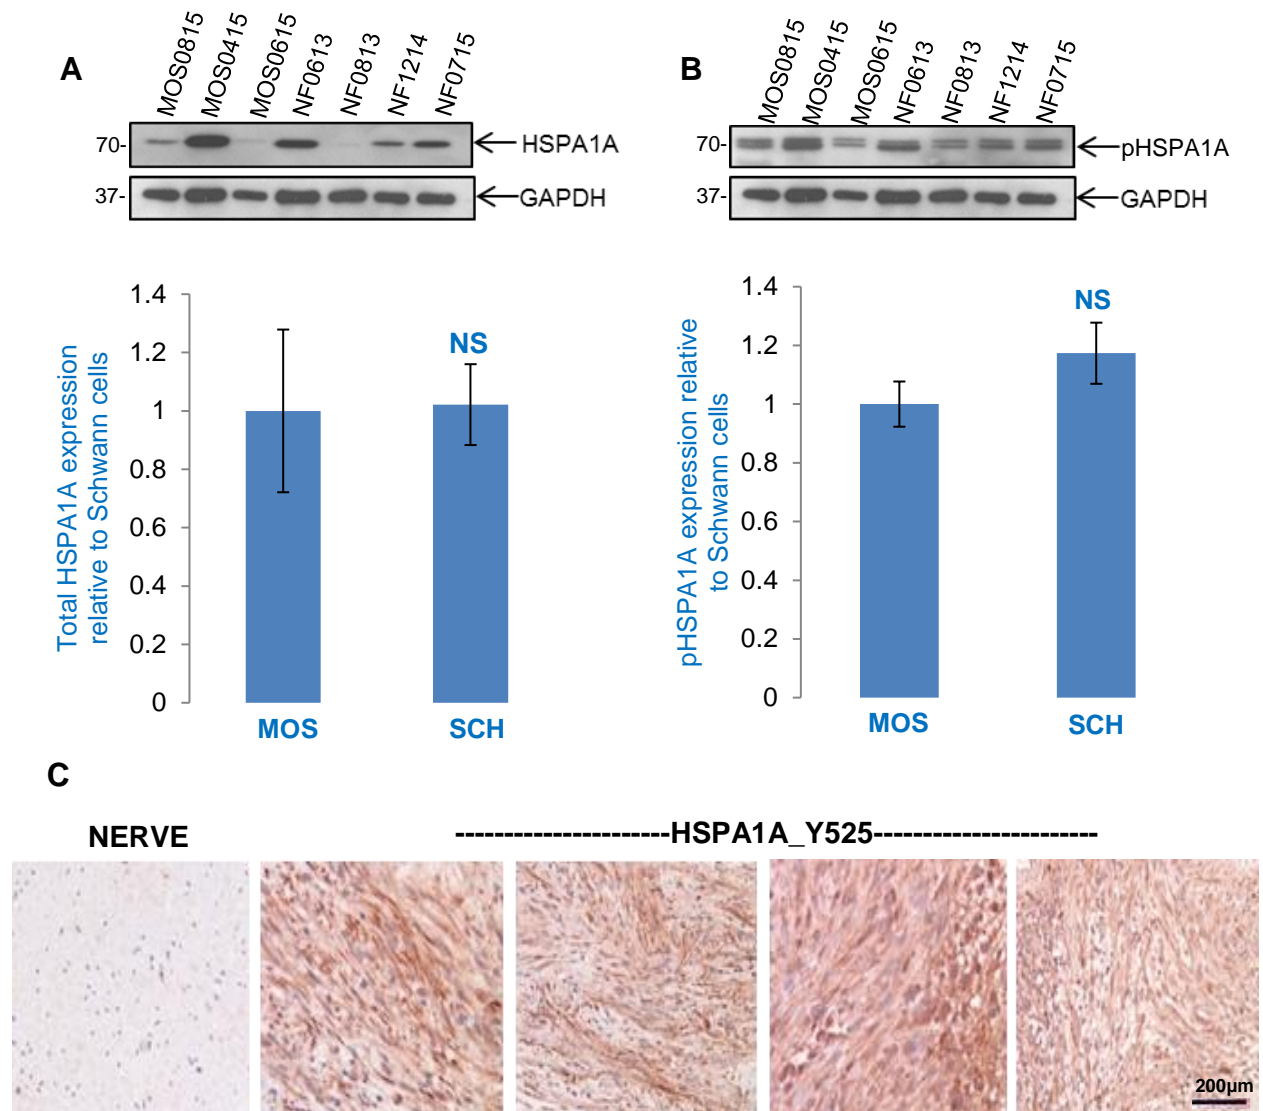 A
MOS0815
MOS0415
MOS0615
NF0613
NF0813
NF1214
NF0715
70-
HSPA1A
37-
GAPDH
Total HSPA1A expression
relative to Schwann cells
1.4
1.2
1
0.8
0.6
0.4
0.2
0
NS
MOS
SCH
B
MOS0815
MOS0415
MOS0615
NF0613
NF0813
NF1214
NF0715
70-
pHSPA1A
37-
GAPDH
pHSPA1A expression relative
to Schwann cells
1.4
1.2
1
0.8
0.6
0.4
0.2
0
NS
MOS
SCH
C
NERVE
----------------------HSPA1A_Y525-----------------------
200µm